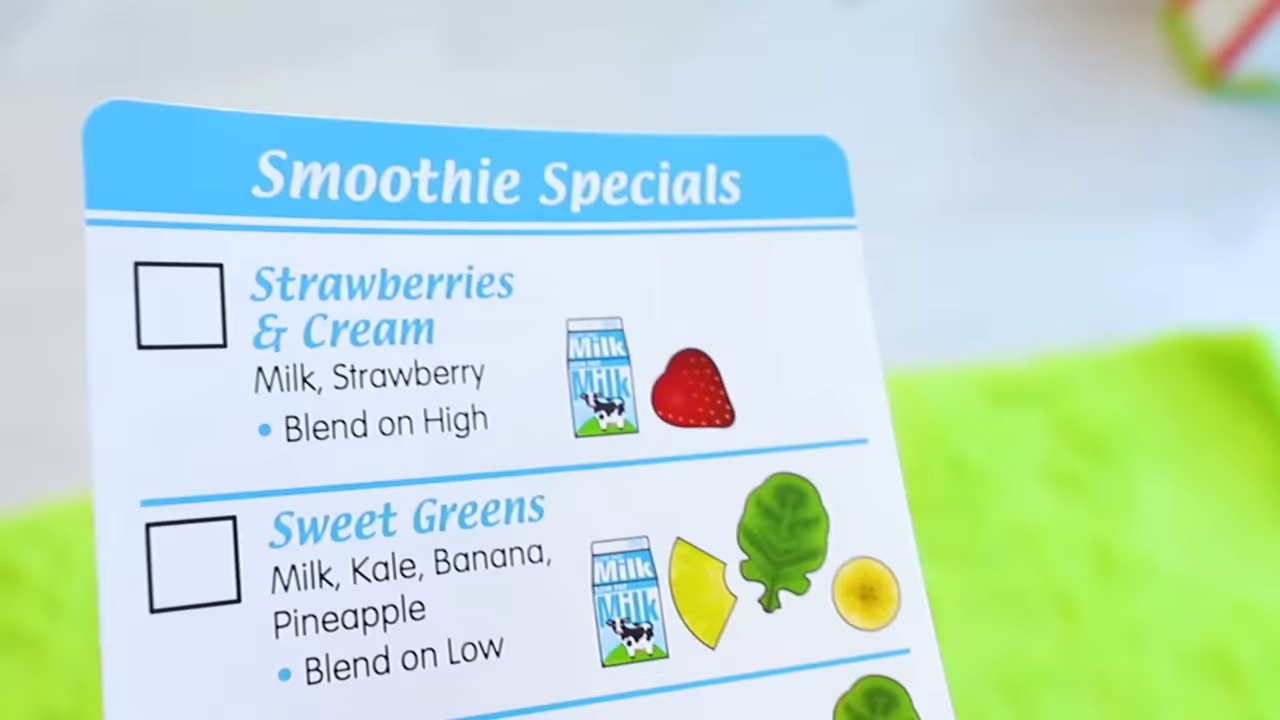 Smoothie Specials
Strawberries
& Cream
Milk, Strawberry
• Blend on High
Milk
Milk
Sweet Greens
Milk, Kale, Banana,
Pineapple
• Blend on Low
Milk
Milk